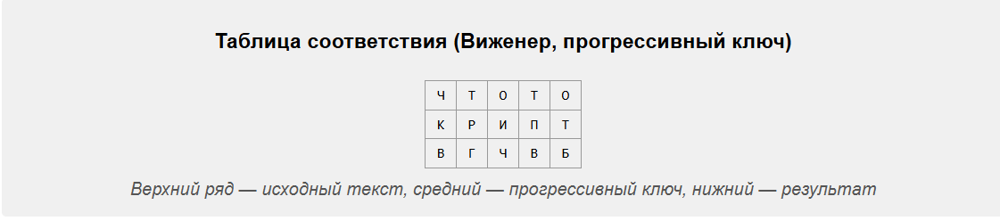 Таблица соответствия (Виженер, прогрессивный ключ)
Ч Т О Т О
К Р И П Т
В Г Ч В Б
Верхний ряд — исходный текст, средний — прогрессивный ключ, нижний — результат